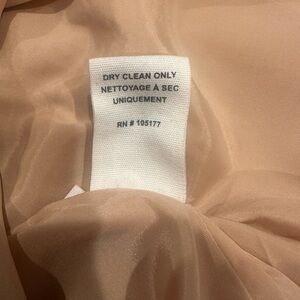 DRY CLEAN ONLY
NETTOYAGE À SEC
UNIQUEMENT
RN # 105177